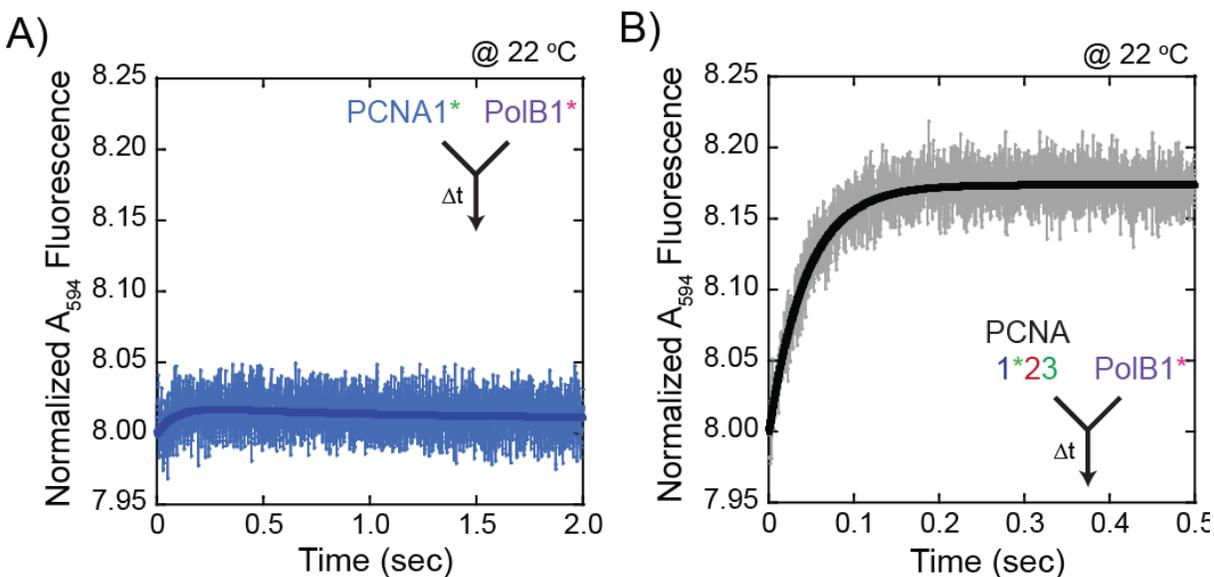 A)
@ 22 ºC
Normalized A594 Fluorescence
8.25
8.20
8.15
8.10
8.05
8.00
7.95
PCNA1* PolB1*
Δt
0 0.5 1.0 1.5 2.0
Time (sec)
B)
@ 22 ºC
Normalized A594 Fluorescence
8.25
8.20
8.15
8.10
8.05
8.00
7.95
PCNA
1*23 PolB1*
Δt
0 0.1 0.2 0.3 0.4 0.5
Time (sec)